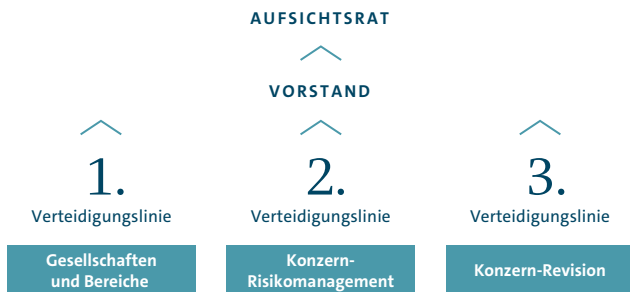 AUFSICHTSRAT
VORSTAND
1.
Verteidigungslinie
Gesellschaften
und Bereiche
2.
Verteidigungslinie
Konzern-
Risikomanagement
3.
Verteidigungslinie
Konzern-Revision